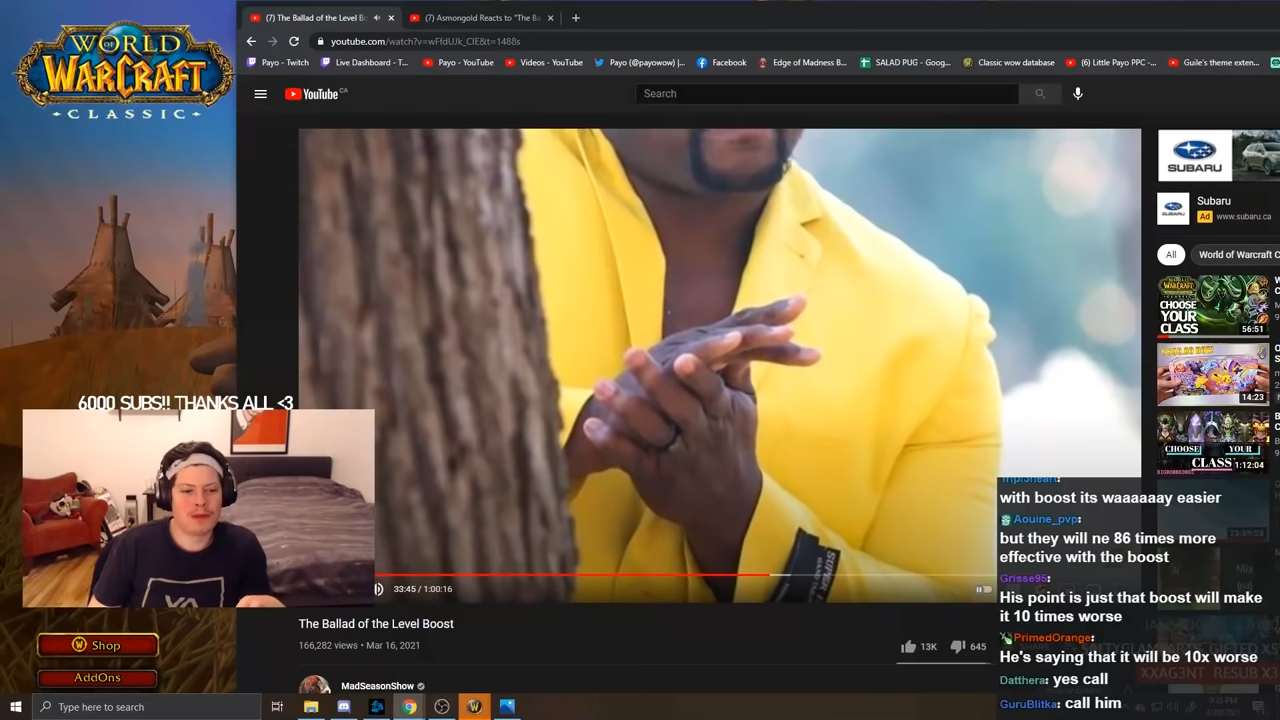 (7) The Ballad of the Level Bo
(7) Asmongold Reacts to "The Ba
youtube.com/watch?v=wFfdUJk_CIE&t=1488s
Payo - Twitch
Live Dashboard - T...
Payo - YouTube
Videos - YouTube
Payo (@payowow) |...
Facebook
Edge of Madness B...
SALAD PUG - Goog...
Classic wow database
(6) Little Payo PPC -...
Guile's theme exten...
WORLD
OF
WARCRAFT
CLASSIC
YouTube CA
Search
SUBARU
Subaru
Ad www.subaru.ca
All
World of Warcraft C
CHOOSE
YOUR
CLASS
56:51
14:23
CHOOSE YOUR
CLASS
1:12:04
6000 SUBS!! THANKS ALL <3
33:45 / 1:00:16
The Ballad of the Level Boost
166,282 views • Mar 16, 2021
13K
645
MadSeasonShow
Mix
with boost its waaaaaay easier
Aouine_pvp:
but they will ne 86 times more
effective with the boost
Grisse95:
His point is just that boost will make
it 10 times worse
PrimedOrange:
He's saying that it will be 10x worse
Datthera: yes call
GuruBlitka: call him
XXAG3NT RESUB X3
Shop
AddOns
Type here to search